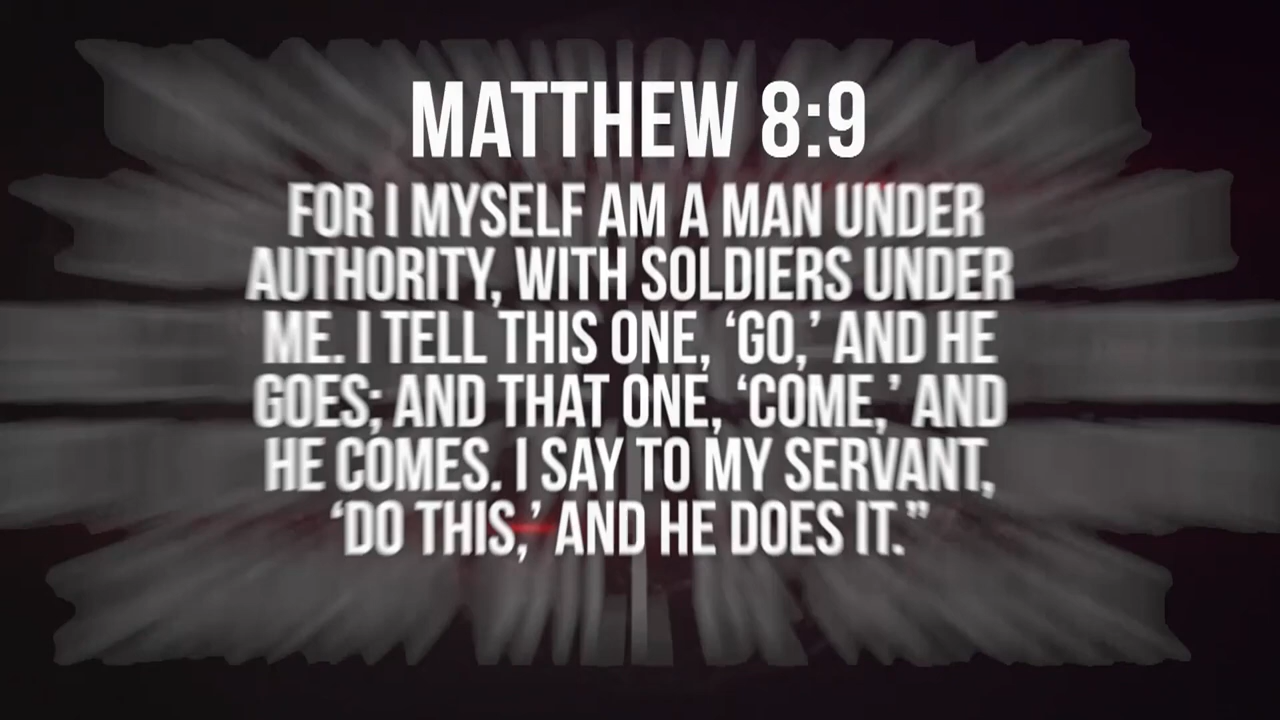 MATTHEW 8:9
FOR I MYSELF AM A MAN UNDER
AUTHORITY, WITH SOLDIERS UNDER
ME. I TELL THIS ONE, ‘GO,’ AND HE
GOES; AND THAT ONE, ‘COME,’ AND
HE COMES. I SAY TO MY SERVANT,
‘DO THIS,’ AND HE DOES IT.”